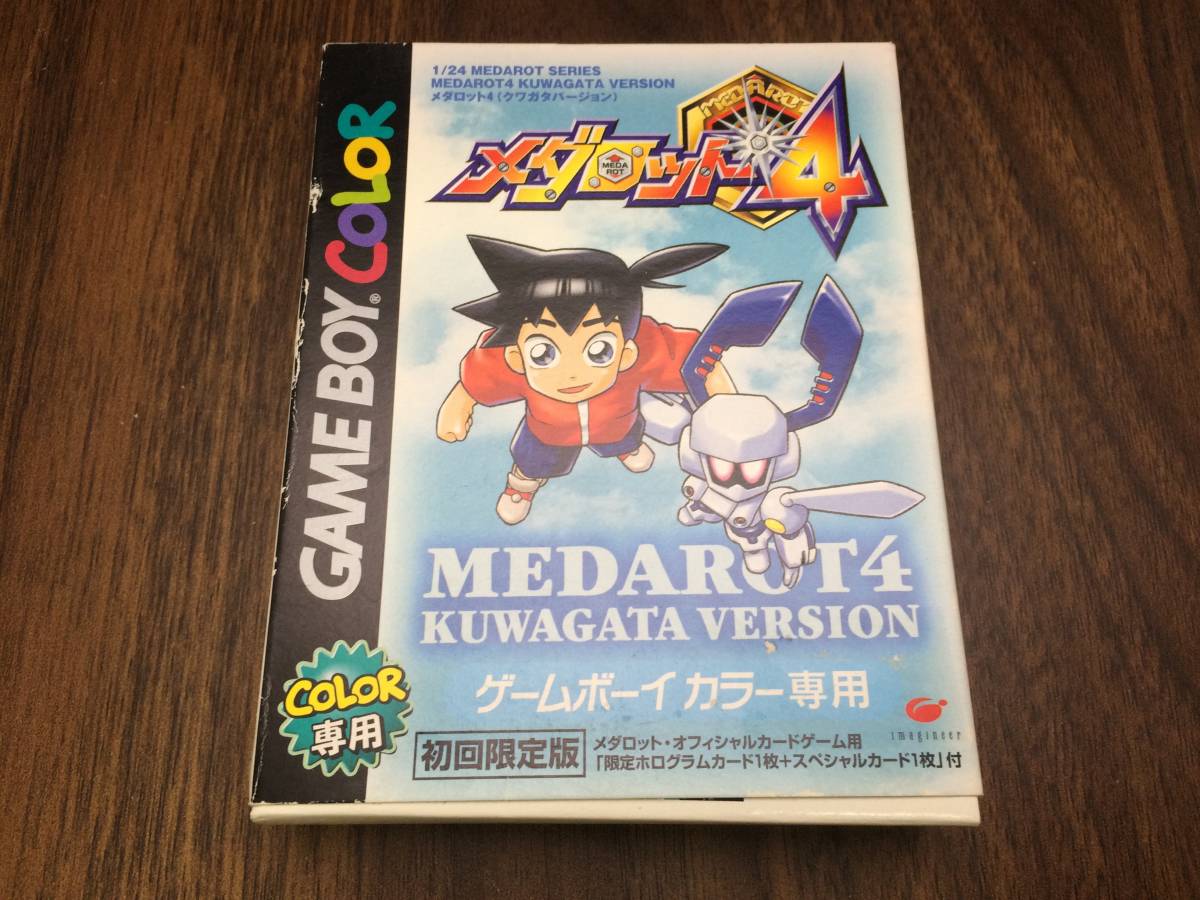 1/24 MEDAROT SERIES
MEDAROT4 KUWAGATA VERSION
メダロット4(クワガタバージョン)
MEDAROT
メダロット4
MEDA
ROT
GAME BOY® COLOR
MEDAROT4
KUWAGATA VERSION
ゲームボーイ カラー専用
COLOR
専用
imagineer
初回限定版
メダロット・オフィシャルカードゲーム用
「限定ホログラムカード1枚+スペシャルカード1枚」付